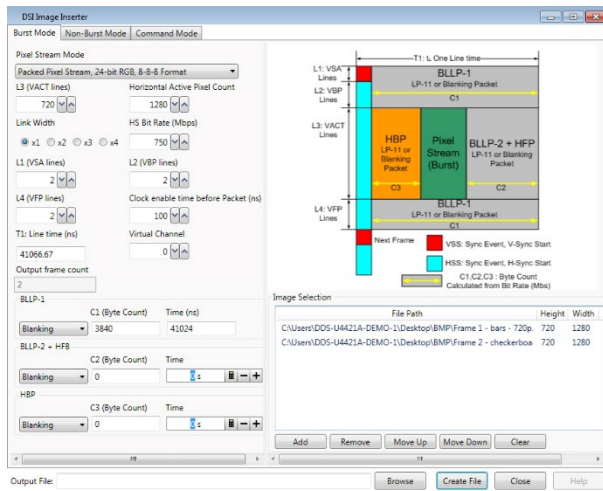 DSI Image Inserter
Burst Mode Non-Burst Mode Command Mode
Pixel Stream Mode
Packed Pixel Stream, 24-bit RGB, 8-8-8 Format
L3 (VACT lines) Horizontal Active Pixel Count
720 1280
Link Width HS Bit Rate (Mbps)
x1 x2 x3 x4 750
L1 (VSA lines) L2 (VBP lines)
2 2
L4 (VFP lines) Clock enable time before Packet (ns)
2 100
T1: Line time (ns) Virtual Channel
41066.67 0
Output frame count
2
BLLP-1
C1 (Byte Count) Time (ns)
Blanking 3840 41024
BLLP-2 + HFB
C2 (Byte Count) Time
Blanking 0 0 s
HBP
C3 (Byte Count) Time
Blanking 0 0 s
T1: tL One Line time
L1: VSA
Lines
BLLP-1
LP-11 or Blanking Packet
C1
L2: VBP
Lines
L3: VACT
Lines
HBP
LP-11 or
Blanking
Packet
C3
Pixel
Stream
(Burst)
BLLP-2 + HFP
LP-11 or Blanking
Packet
C2
L4: VFP
Lines
BLLP-1
LP-11 or Blanking Packet
C1
Next Frame
VSS: Sync Event, V-Sync Start
HSS: Sync Event, H-Sync Start
C1,C2,C3 : Byte Count
Calculated from Bit Rate (Mbs)
Image Selection
File Path Height Width
C:\Users\DDS-U4421A-DEMO-1\Desktop\BMP\Frame 1 - bars - 720p. 720 1280
C:\Users\DDS-U4421A-DEMO-1\Desktop\BMP\Frame 2 - checkerboa 720 1280
Add Remove Move Up Move Down Clear
Output File: Browse Create File Close Help